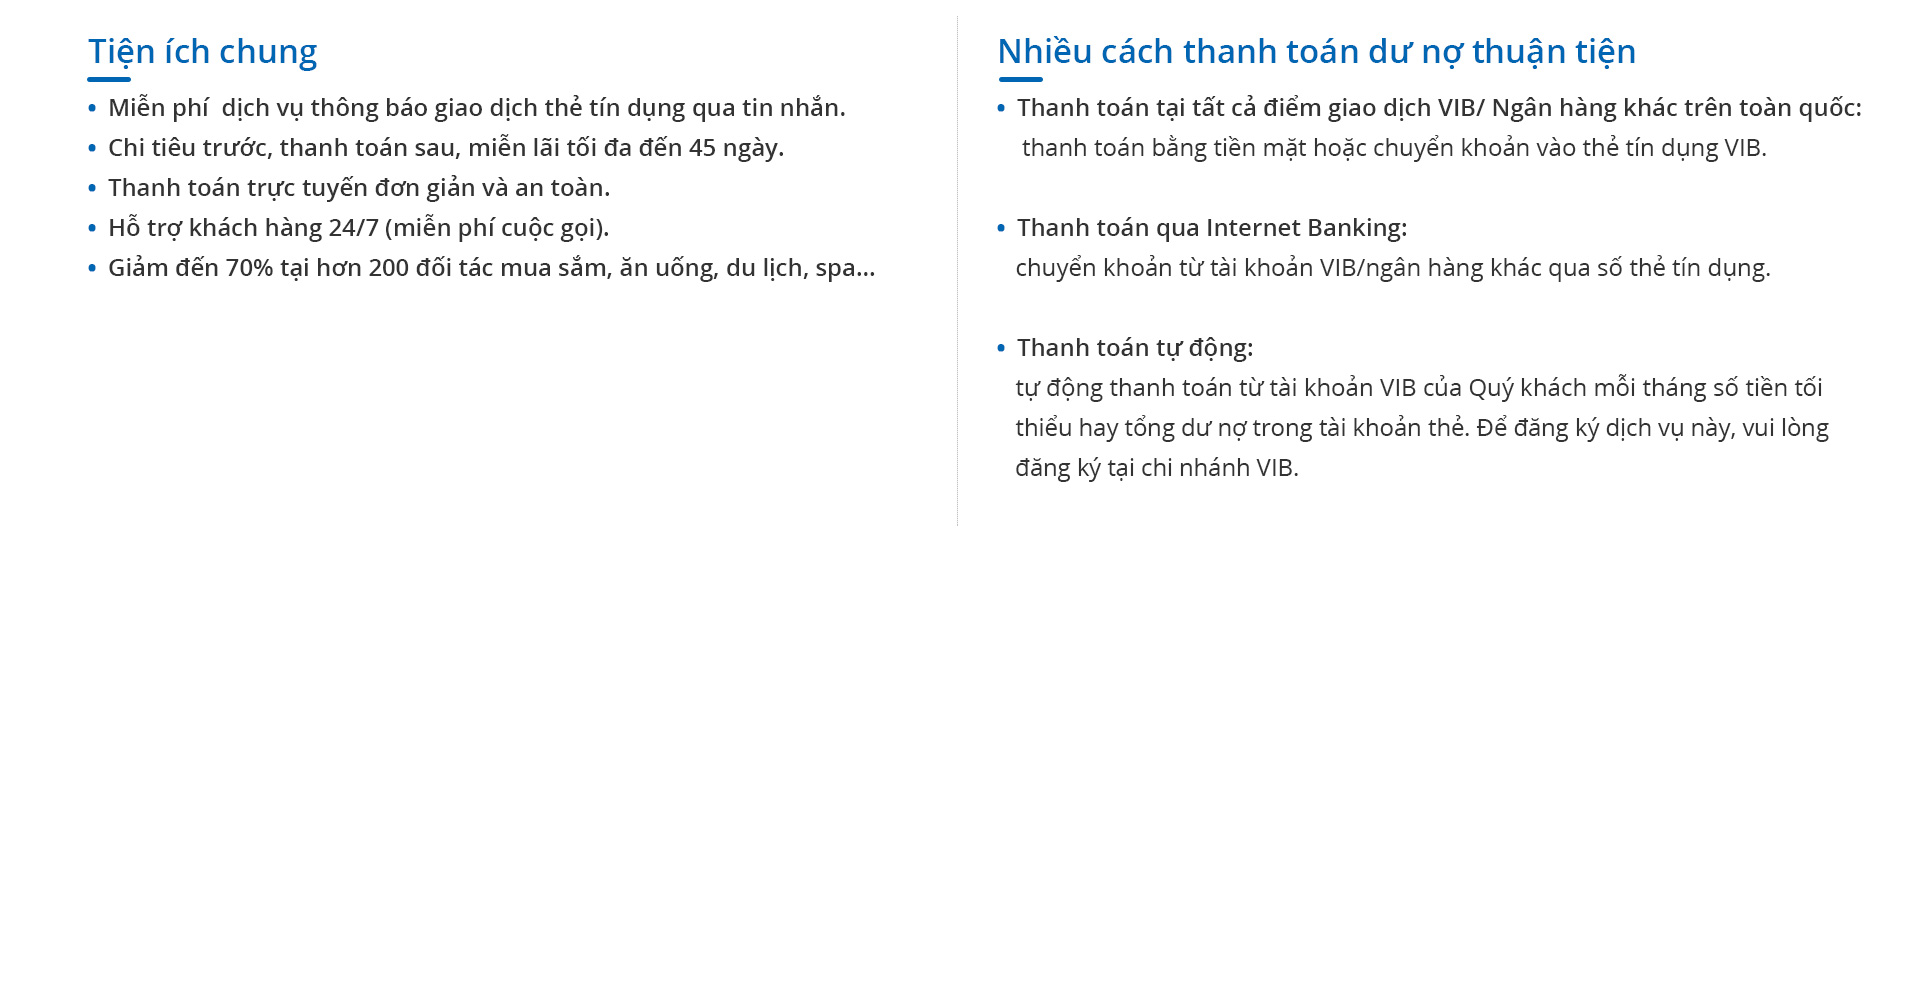 Tiện ích chung
• Miễn phí  dịch vụ thông báo giao dịch thẻ tín dụng qua tin nhắn.
• Chi tiêu trước, thanh toán sau, miễn lãi tối đa đến 45 ngày.
• Thanh toán trực tuyến đơn giản và an toàn.
• Hỗ trợ khách hàng 24/7 (miễn phí cuộc gọi).
• Giảm đến 70% tại hơn 200 đối tác mua sắm, ăn uống, du lịch, spa...
Nhiều cách thanh toán dư nợ thuận tiện
• Thanh toán tại tất cả điểm giao dịch VIB/ Ngân hàng khác trên toàn quốc:
thanh toán bằng tiền mặt hoặc chuyển khoản vào thẻ tín dụng VIB.
• Thanh toán qua Internet Banking:
chuyển khoản từ tài khoản VIB/ngân hàng khác qua số thẻ tín dụng.
• Thanh toán tự động:
tự động thanh toán từ tài khoản VIB của Quý khách mỗi tháng số tiền tối
thiểu hay tổng dư nợ trong tài khoản thẻ. Để đăng ký dịch vụ này, vui lòng
đăng ký tại chi nhánh VIB.